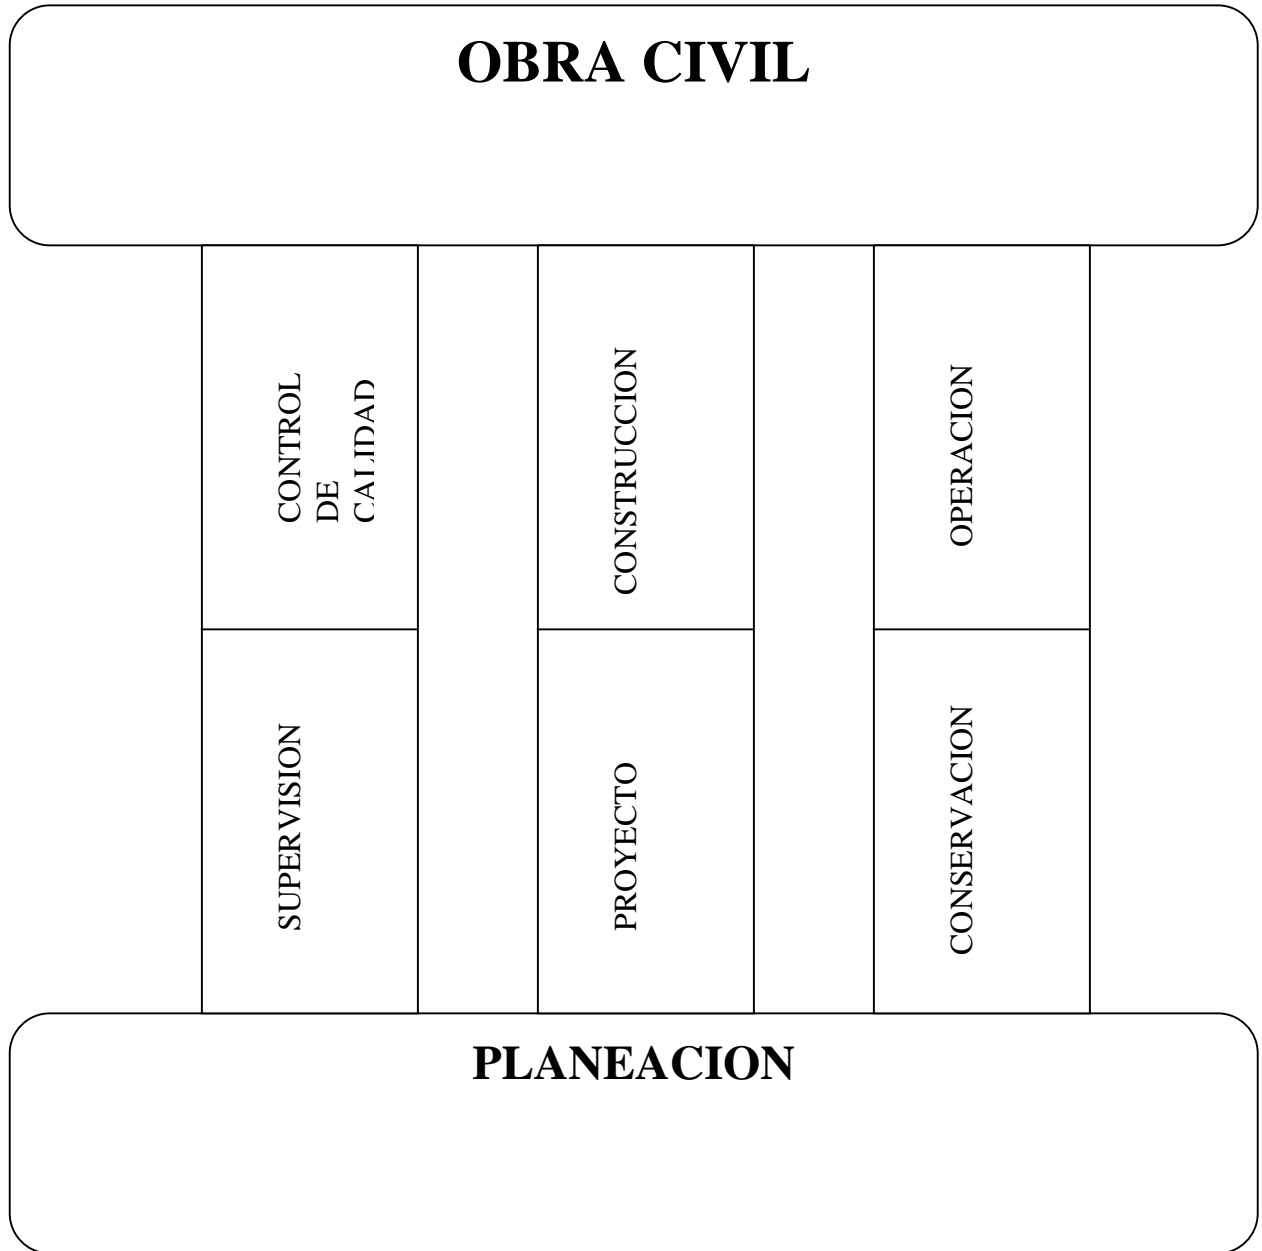 OBRA CIVIL
CONTROL
DE
CALIDAD
CONSTRUCCION
OPERACION
SUPERVISION
PROYECTO
CONSERVACION
PLANEACION